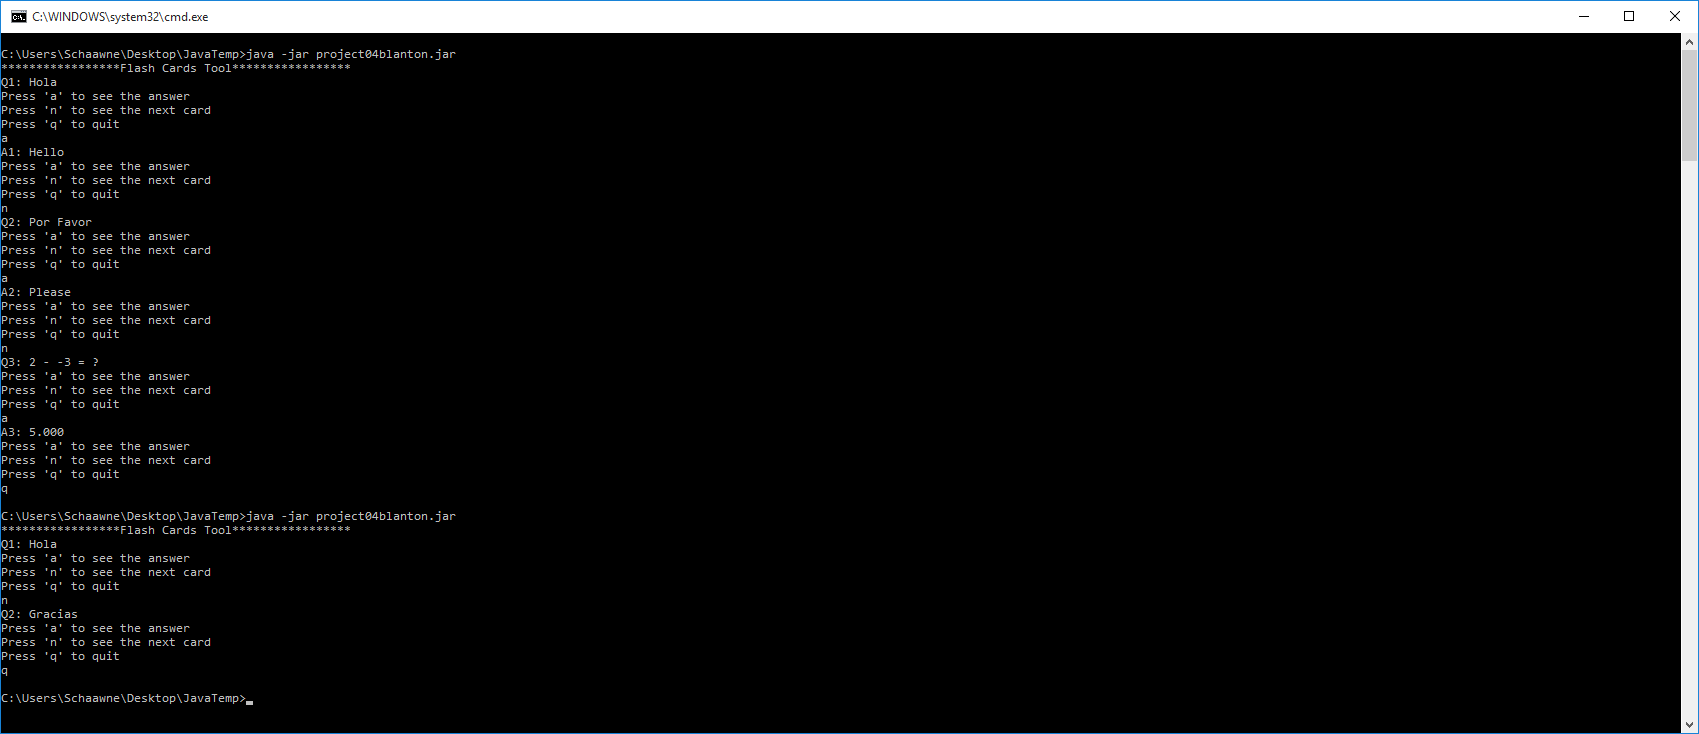 C:\WINDOWS\system32\cmd.exe
C:\Users\Schaawne\Desktop\JavaTemp>java -jar project04blanton.jar
*****************Flash Cards Tool*****************
Q1: Hola
Press 'a' to see the answer
Press 'n' to see the next card
Press 'q' to quit
a
A1: Hello
Press 'a' to see the answer
Press 'n' to see the next card
Press 'q' to quit
n
Q2: Por Favor
Press 'a' to see the answer
Press 'n' to see the next card
Press 'q' to quit
a
A2: Please
Press 'a' to see the answer
Press 'n' to see the next card
Press 'q' to quit
n
Q3: 2 - -3 = ?
Press 'a' to see the answer
Press 'n' to see the next card
Press 'q' to quit
a
A3: 5.000
Press 'a' to see the answer
Press 'n' to see the next card
Press 'q' to quit
q
C:\Users\Schaawne\Desktop\JavaTemp>java -jar project04blanton.jar
*****************Flash Cards Tool*****************
Q1: Hola
Press 'a' to see the answer
Press 'n' to see the next card
Press 'q' to quit
n
Q2: Gracias
Press 'a' to see the answer
Press 'n' to see the next card
Press 'q' to quit
q
C:\Users\Schaawne\Desktop\JavaTemp>